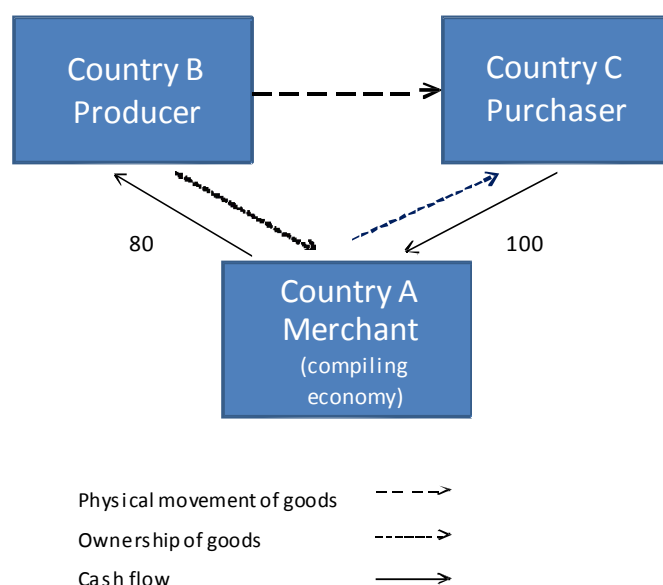 Country B
Producer
Country C
Purchaser
80
100
Country A
Merchant
(compiling
economy)
Physical movement of goods
Ownership of goods
Cash flow